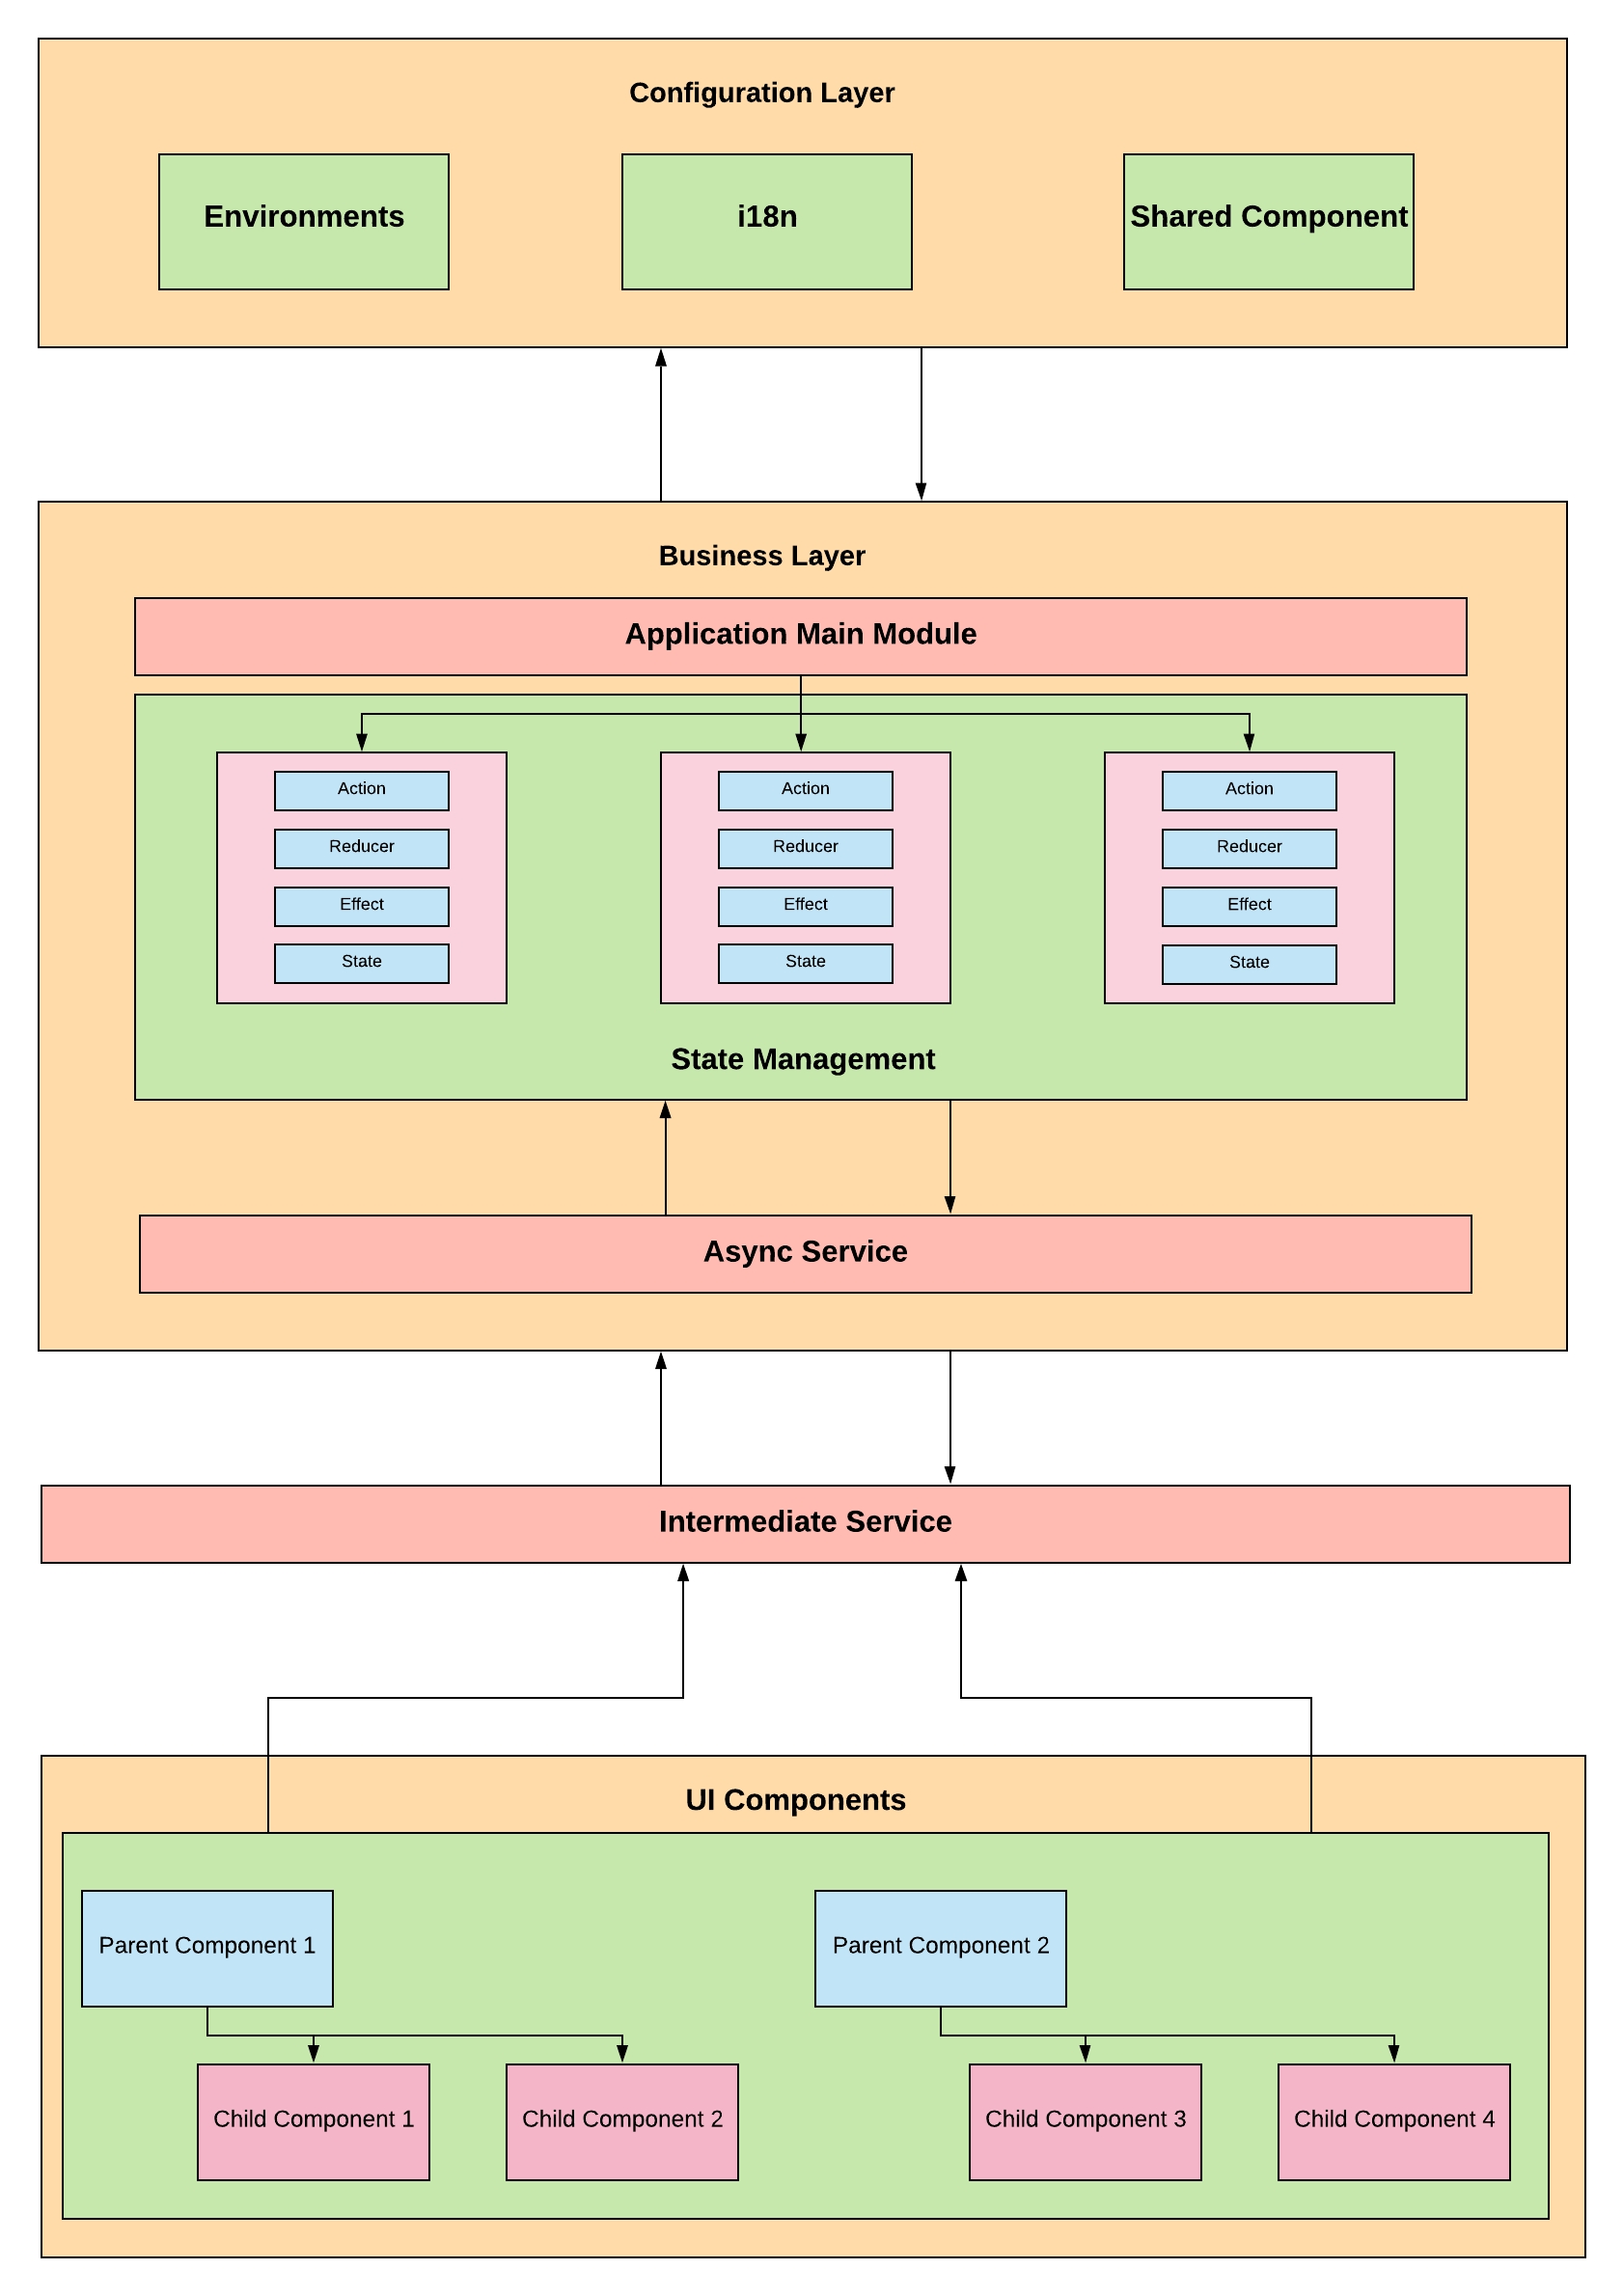 Configuration Layer
Environments
i18n
Shared Component
Business Layer
Application Main Module
Action
Reducer
Effect
State
Action
Reducer
Effect
State
Action
Reducer
Effect
State
State Management
Async Service
Intermediate Service
UI Components
Parent Component 1
Parent Component 2
Child Component 1
Child Component 2
Child Component 3
Child Component 4